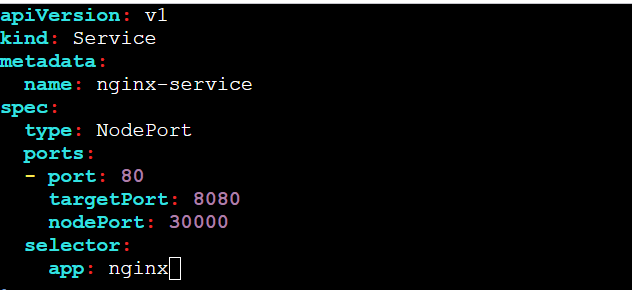 apiVersion: v1
kind: Service
metadata:
  name: nginx-service
spec:
  type: NodePort
  ports:
  - port: 80
    targetPort: 8080
    nodePort: 30000
  selector:
    app: nginx